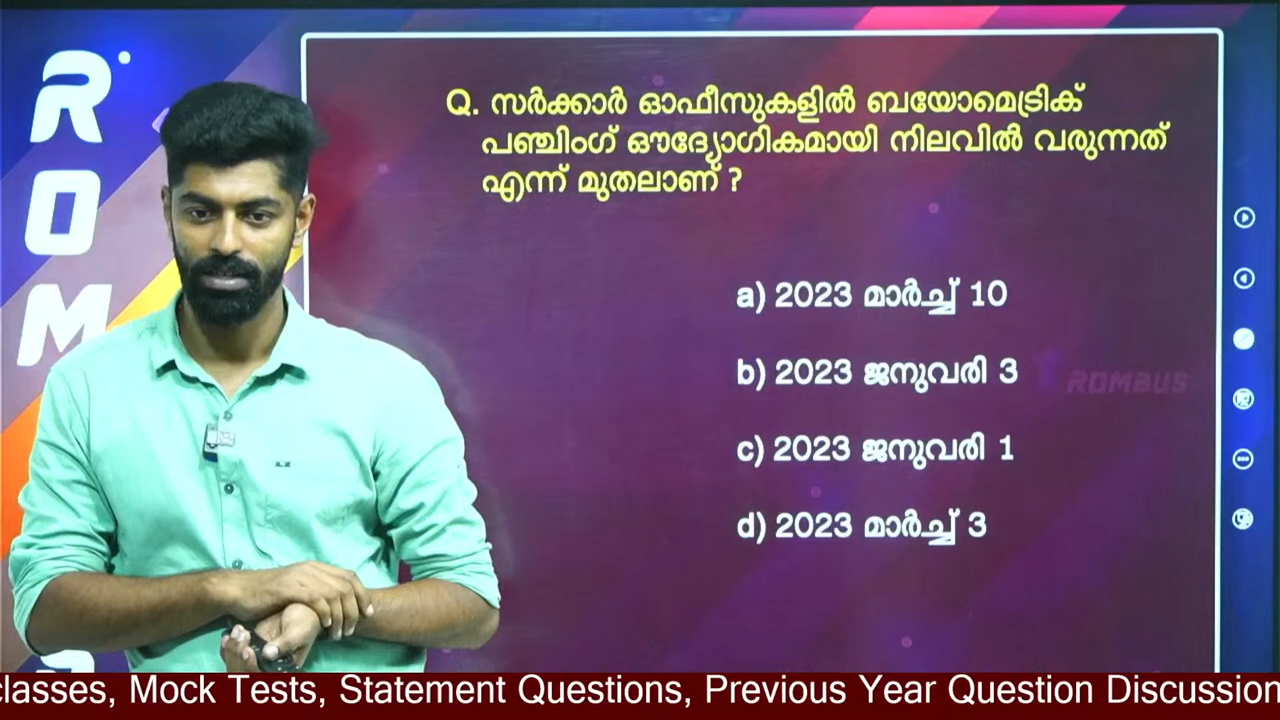 ROM
Q. സർക്കാർ ഓഫീസുകളിൽ ബയോമെട്രിക്
പഞ്ചിംഗ് ഔദ്യോഗികമായി നിലവിൽ വരുന്നത്
എന്ന് മുതലാണ് ?
a) 2023 മാർച്ച് 10
b) 2023 ജനുവരി 3
ROMBUS
c) 2023 ജനുവരി 1
d) 2023 മാർച്ച് 3
classes, Mock Tests, Statement Questions, Previous Year Question Discussion